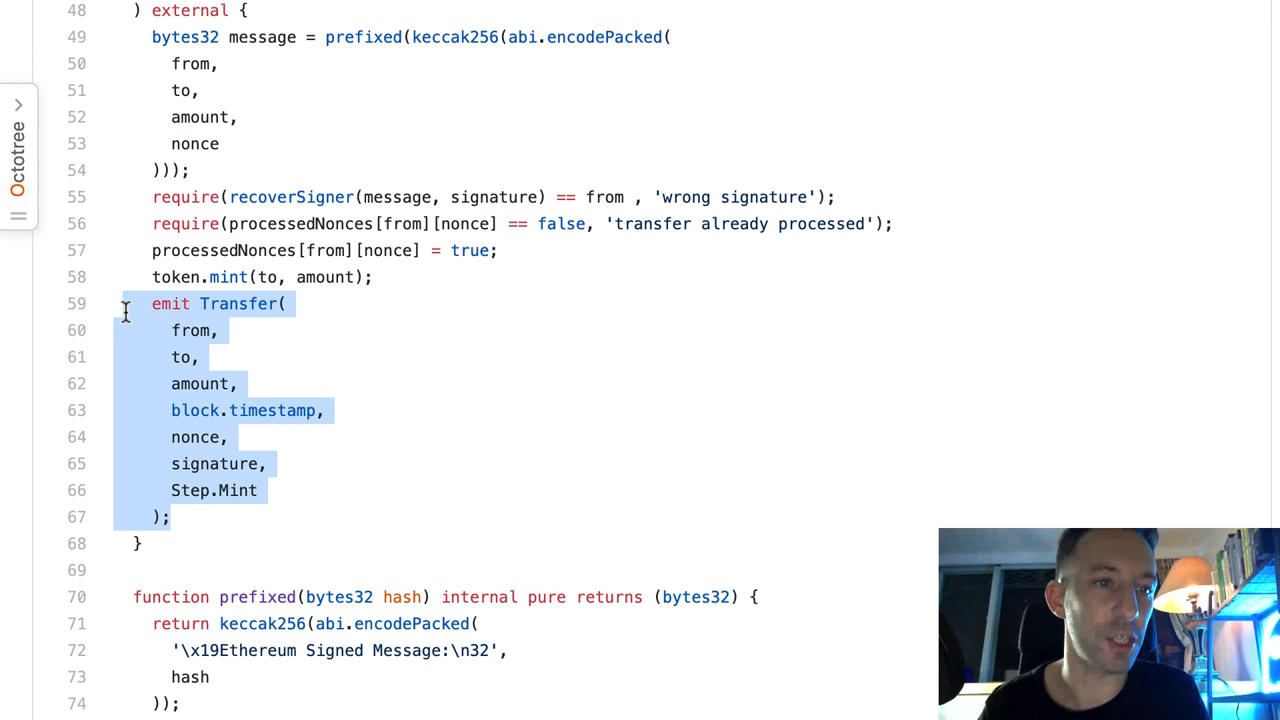 48 ) external {
49 bytes32 message = prefixed(keccak256(abi.encodePacked(
50 from,
51 to,
52 amount,
53 nonce
54 )));
55 require(recoverSigner(message, signature) == from , 'wrong signature');
56 require(processedNonces[from][nonce] == false, 'transfer already processed');
57 processedNonces[from][nonce] = true;
58 token.mint(to, amount);
59 emit Transfer(
60 from,
61 to,
62 amount,
63 block.timestamp,
64 nonce,
65 signature,
66 Step.Mint
67 );
68 }
69
70 function prefixed(bytes32 hash) internal pure returns (bytes32) {
71 return keccak256(abi.encodePacked(
72 '\x19Ethereum Signed Message:\n32',
73 hash
74 ));
Octotree